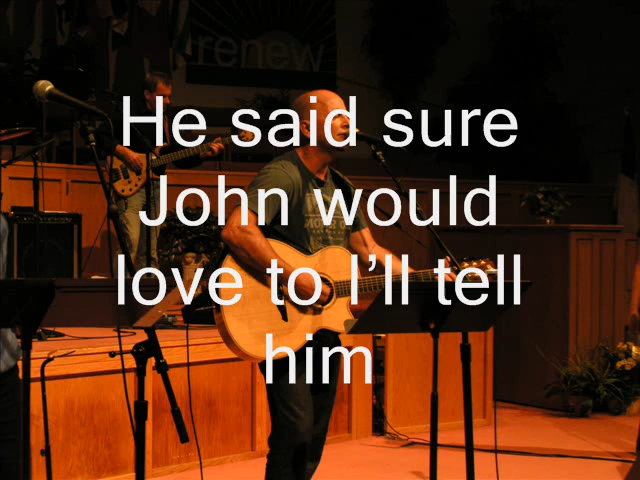 renew
He said sure
John would
love to I'll tell
him